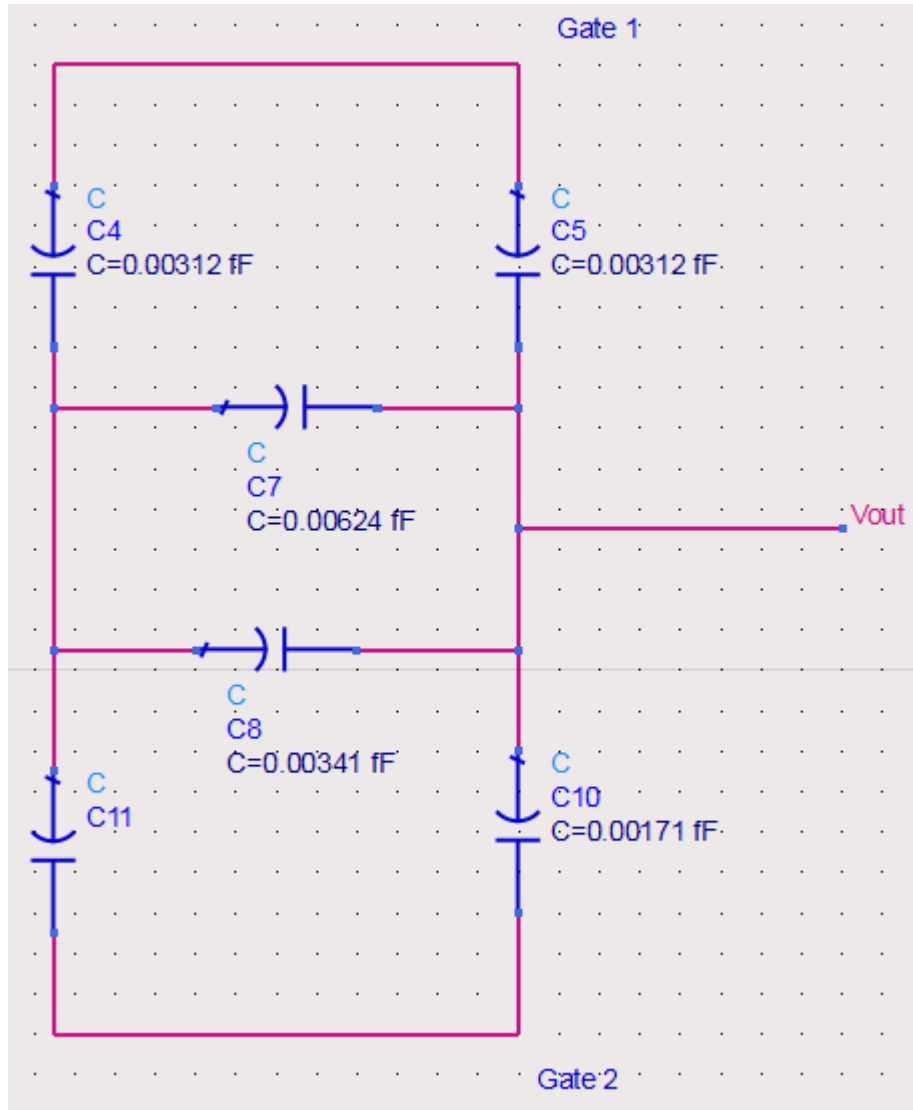 Gate 1
C
C4
C=0.00312 fF
C
C5
C=0.00312 fF
C
C7
C=0.00624 fF
Vout
C
C8
C=0.00341 fF
C
C11
C
C10
C=0.00171 fF
Gate 2